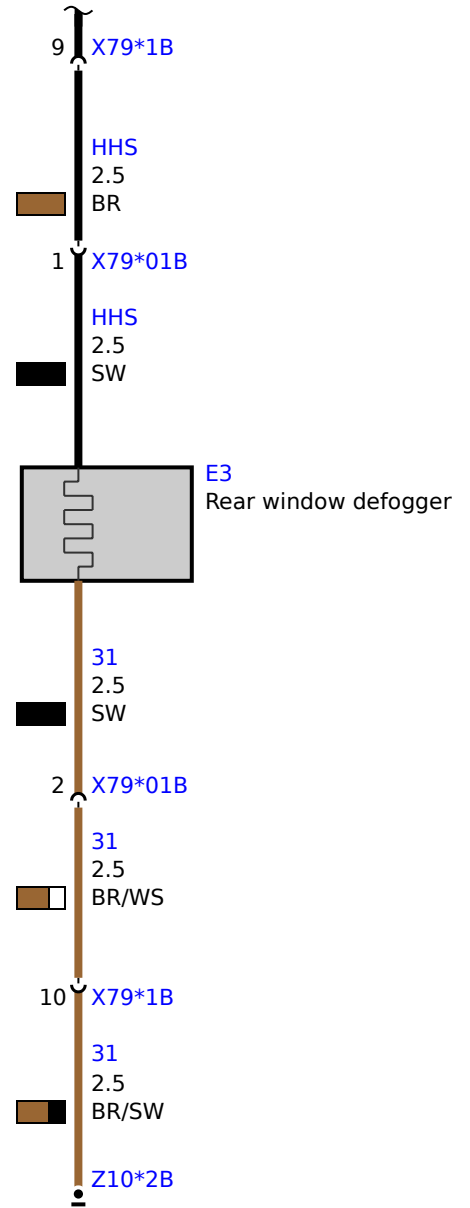 9 X79*1B
HHS
2.5
BR
1 X79*01B
HHS
2.5
SW
E3
Rear window defogger
31
2.5
SW
2 X79*01B
31
2.5
BR/WS
10 X79*1B
31
2.5
BR/SW
Z10*2B